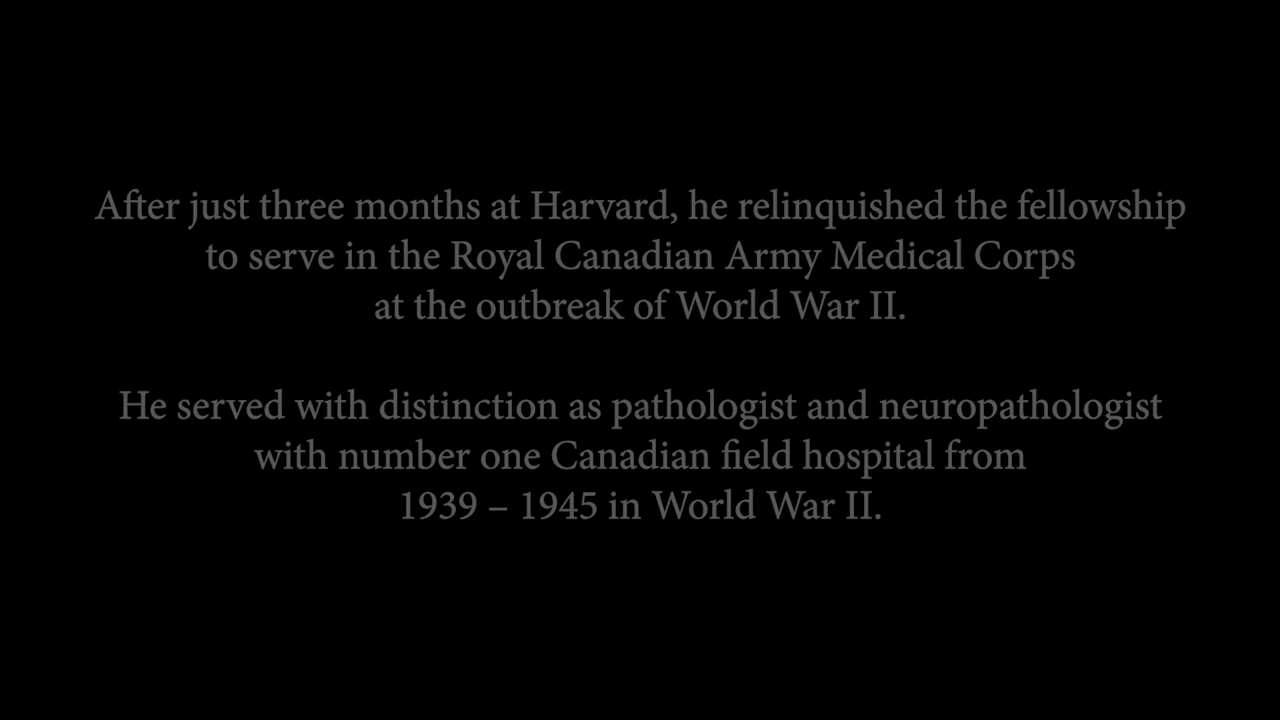 After just three months at Harvard, he relinquished the fellowship
to serve in the Royal Canadian Army Medical Corps
at the outbreak of World War II.
He served with distinction as pathologist and neuropathologist
with number one Canadian field hospital from
1939 – 1945 in World War II.